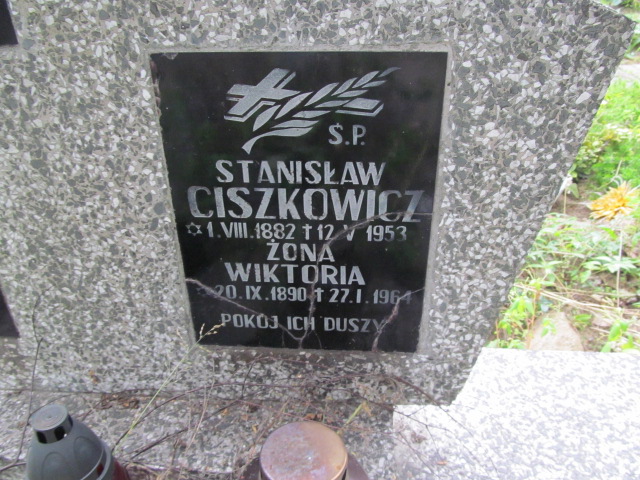 Ś.P.
STANISŁAW
CISZKOWICZ
☆ 1.VIII.1882 † 12.V 1953
ŻONA
WIKTORIA
☆ 20.IX.1890 † 27.I.1964
POKÓJ ICH DUSZY